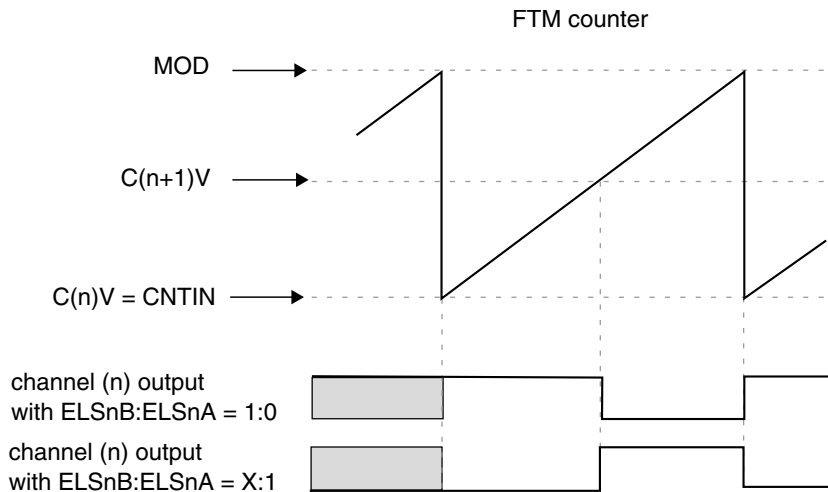 FTM counter
MOD
C(n+1)V
C(n)V = CNTIN
channel (n) output
with ELSnB:ELSnA = 1:0
channel (n) output
with ELSnB:ELSnA = X:1